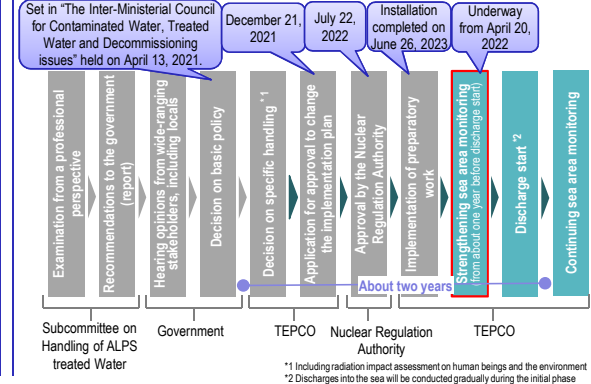 Set in “The Inter-Ministerial Council
for Contaminated Water, Treated
Water and Decommissioning
issues” held on April 13, 2021.
December 21,
2021
July 22,
2022
Installation
completed on
June 26, 2023
Underway
from April 20,
2022
Examination from a professional
perspective
Recommendations to the government
(report)
Hearing opinions from wide-ranging
stakeholders, including locals
Decision on basic policy
Decision on specific handling *1
Application for approval to change
the implementation plan
Approval by the Nuclear
Regulation Authority
Implementation of preparatory
work
Strengthening sea area monitoring
(from about one year before discharge start)
Discharge start *2
Continuing sea area monitoring
About two years
Subcommittee on
Handling of ALPS
treated Water
Government
TEPCO
Nuclear Regulation
Authority
TEPCO
*1 Including radiation impact assessment on human beings and the environment
*2 Discharges into the sea will be conducted gradually during the initial phase